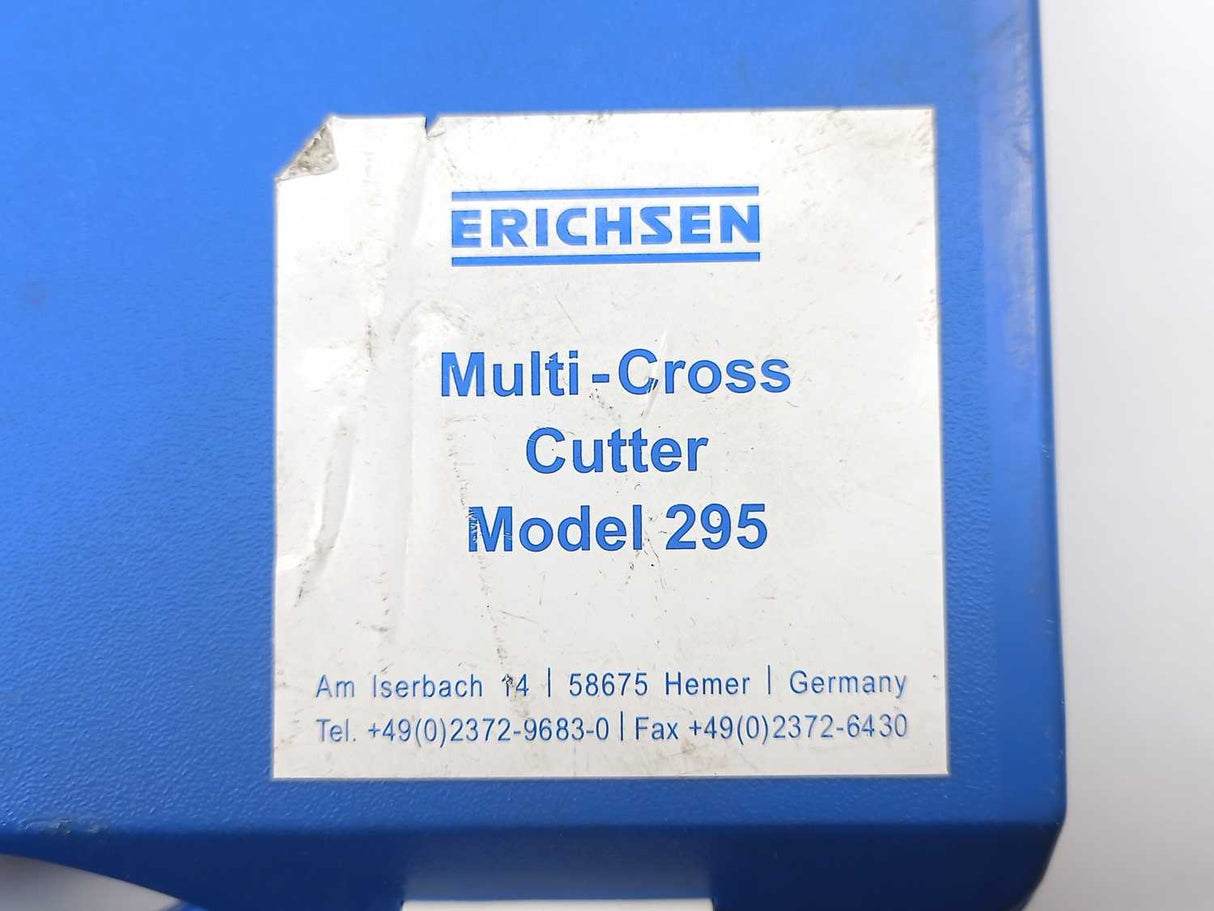 ERICHSEN
Multi-Cross
Cutter
Model 295
Am Iserbach 14 | 58675 Hemer | Germany
Tel. +49(0)2372-9683-0 | Fax +49(0)2372-6430